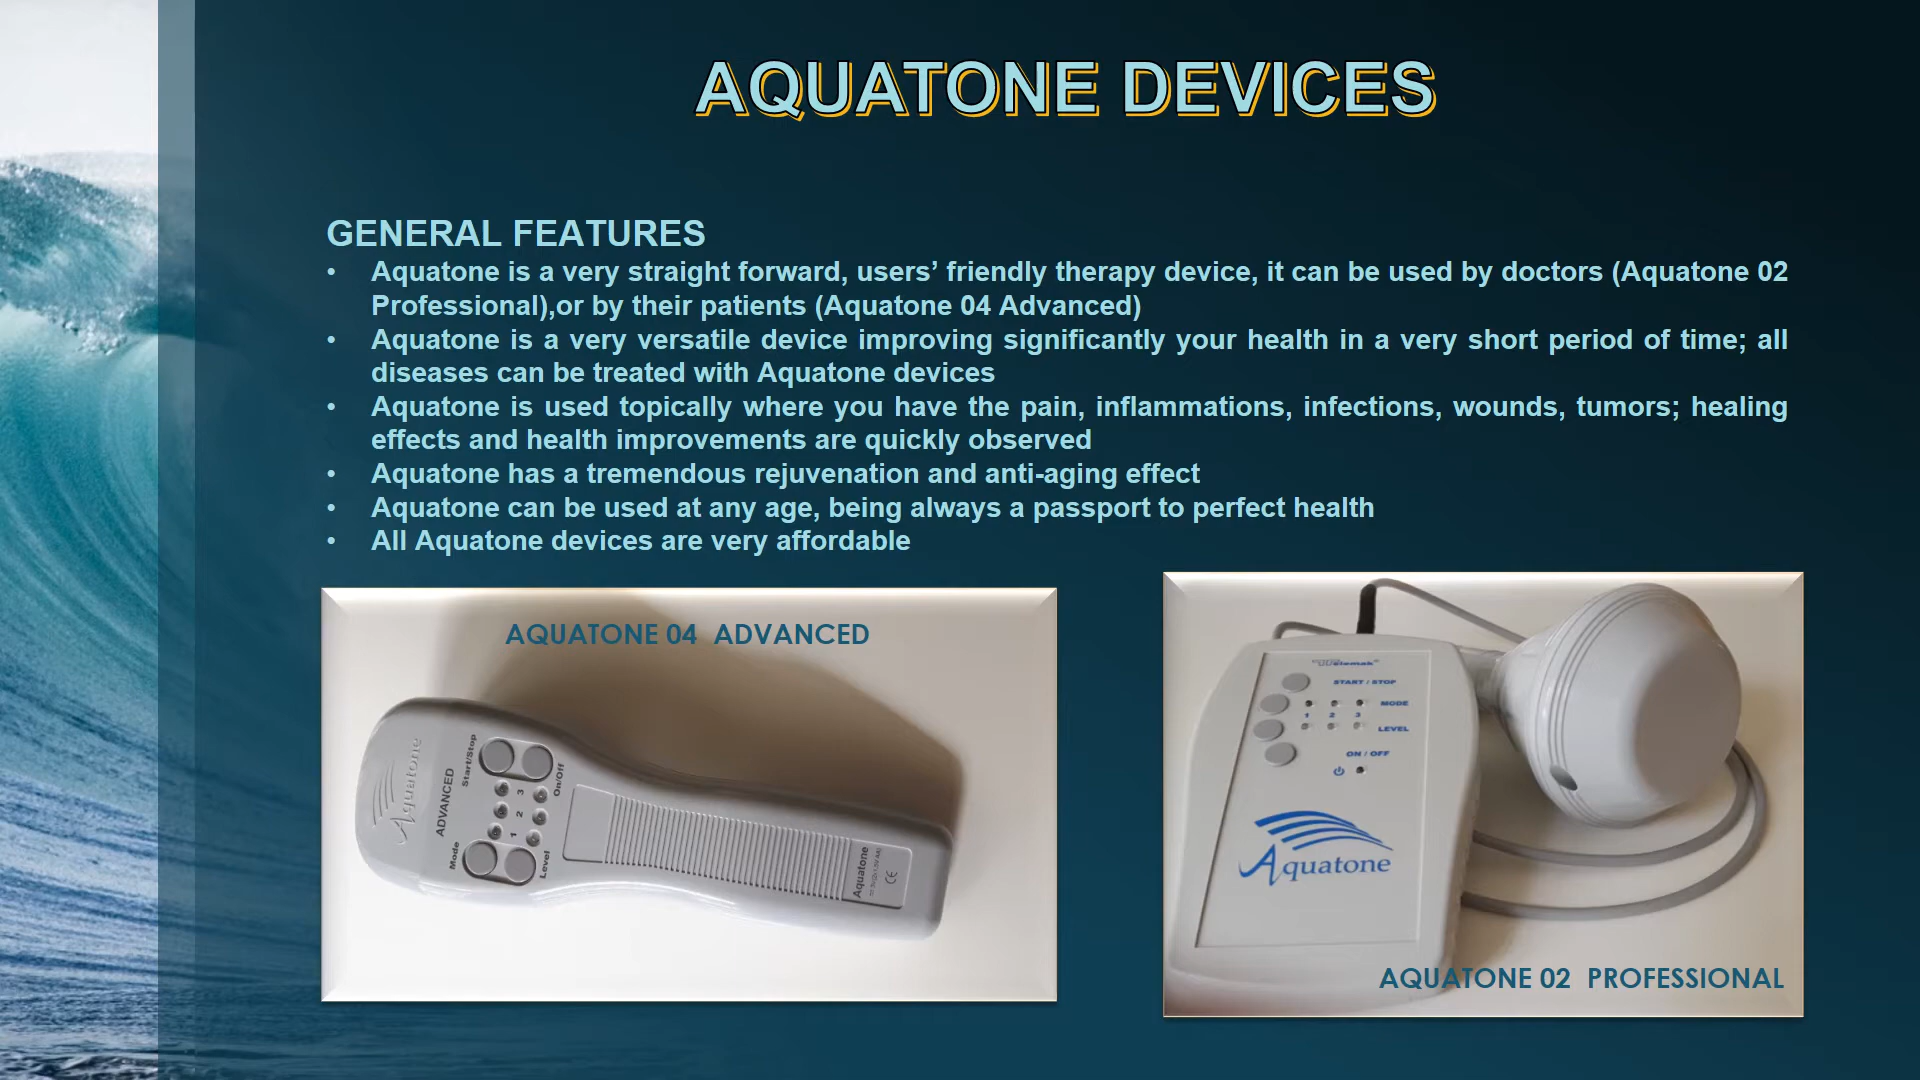 AQUATONE DEVICES
GENERAL FEATURES
• Aquatone is a very straight forward, users’ friendly therapy device, it can be used by doctors (Aquatone 02
Professional),or by their patients (Aquatone 04 Advanced)
• Aquatone is a very versatile device improving significantly your health in a very short period of time; all
diseases can be treated with Aquatone devices
• Aquatone is used topically where you have the pain, inflammations, infections, wounds, tumors; healing
effects and health improvements are quickly observed
• Aquatone has a tremendous rejuvenation and anti-aging effect
• Aquatone can be used at any age, being always a passport to perfect health
• All Aquatone devices are very affordable
AQUATONE 04 ADVANCED
Aquatone
ADVANCED
Start/Stop
On/Off
3
2
1
Mode
Level
Aquatone
CE
START / STOP
MODE
1 2 3
LEVEL
ON / OFF
Aquatone
AQUATONE 02 PROFESSIONAL